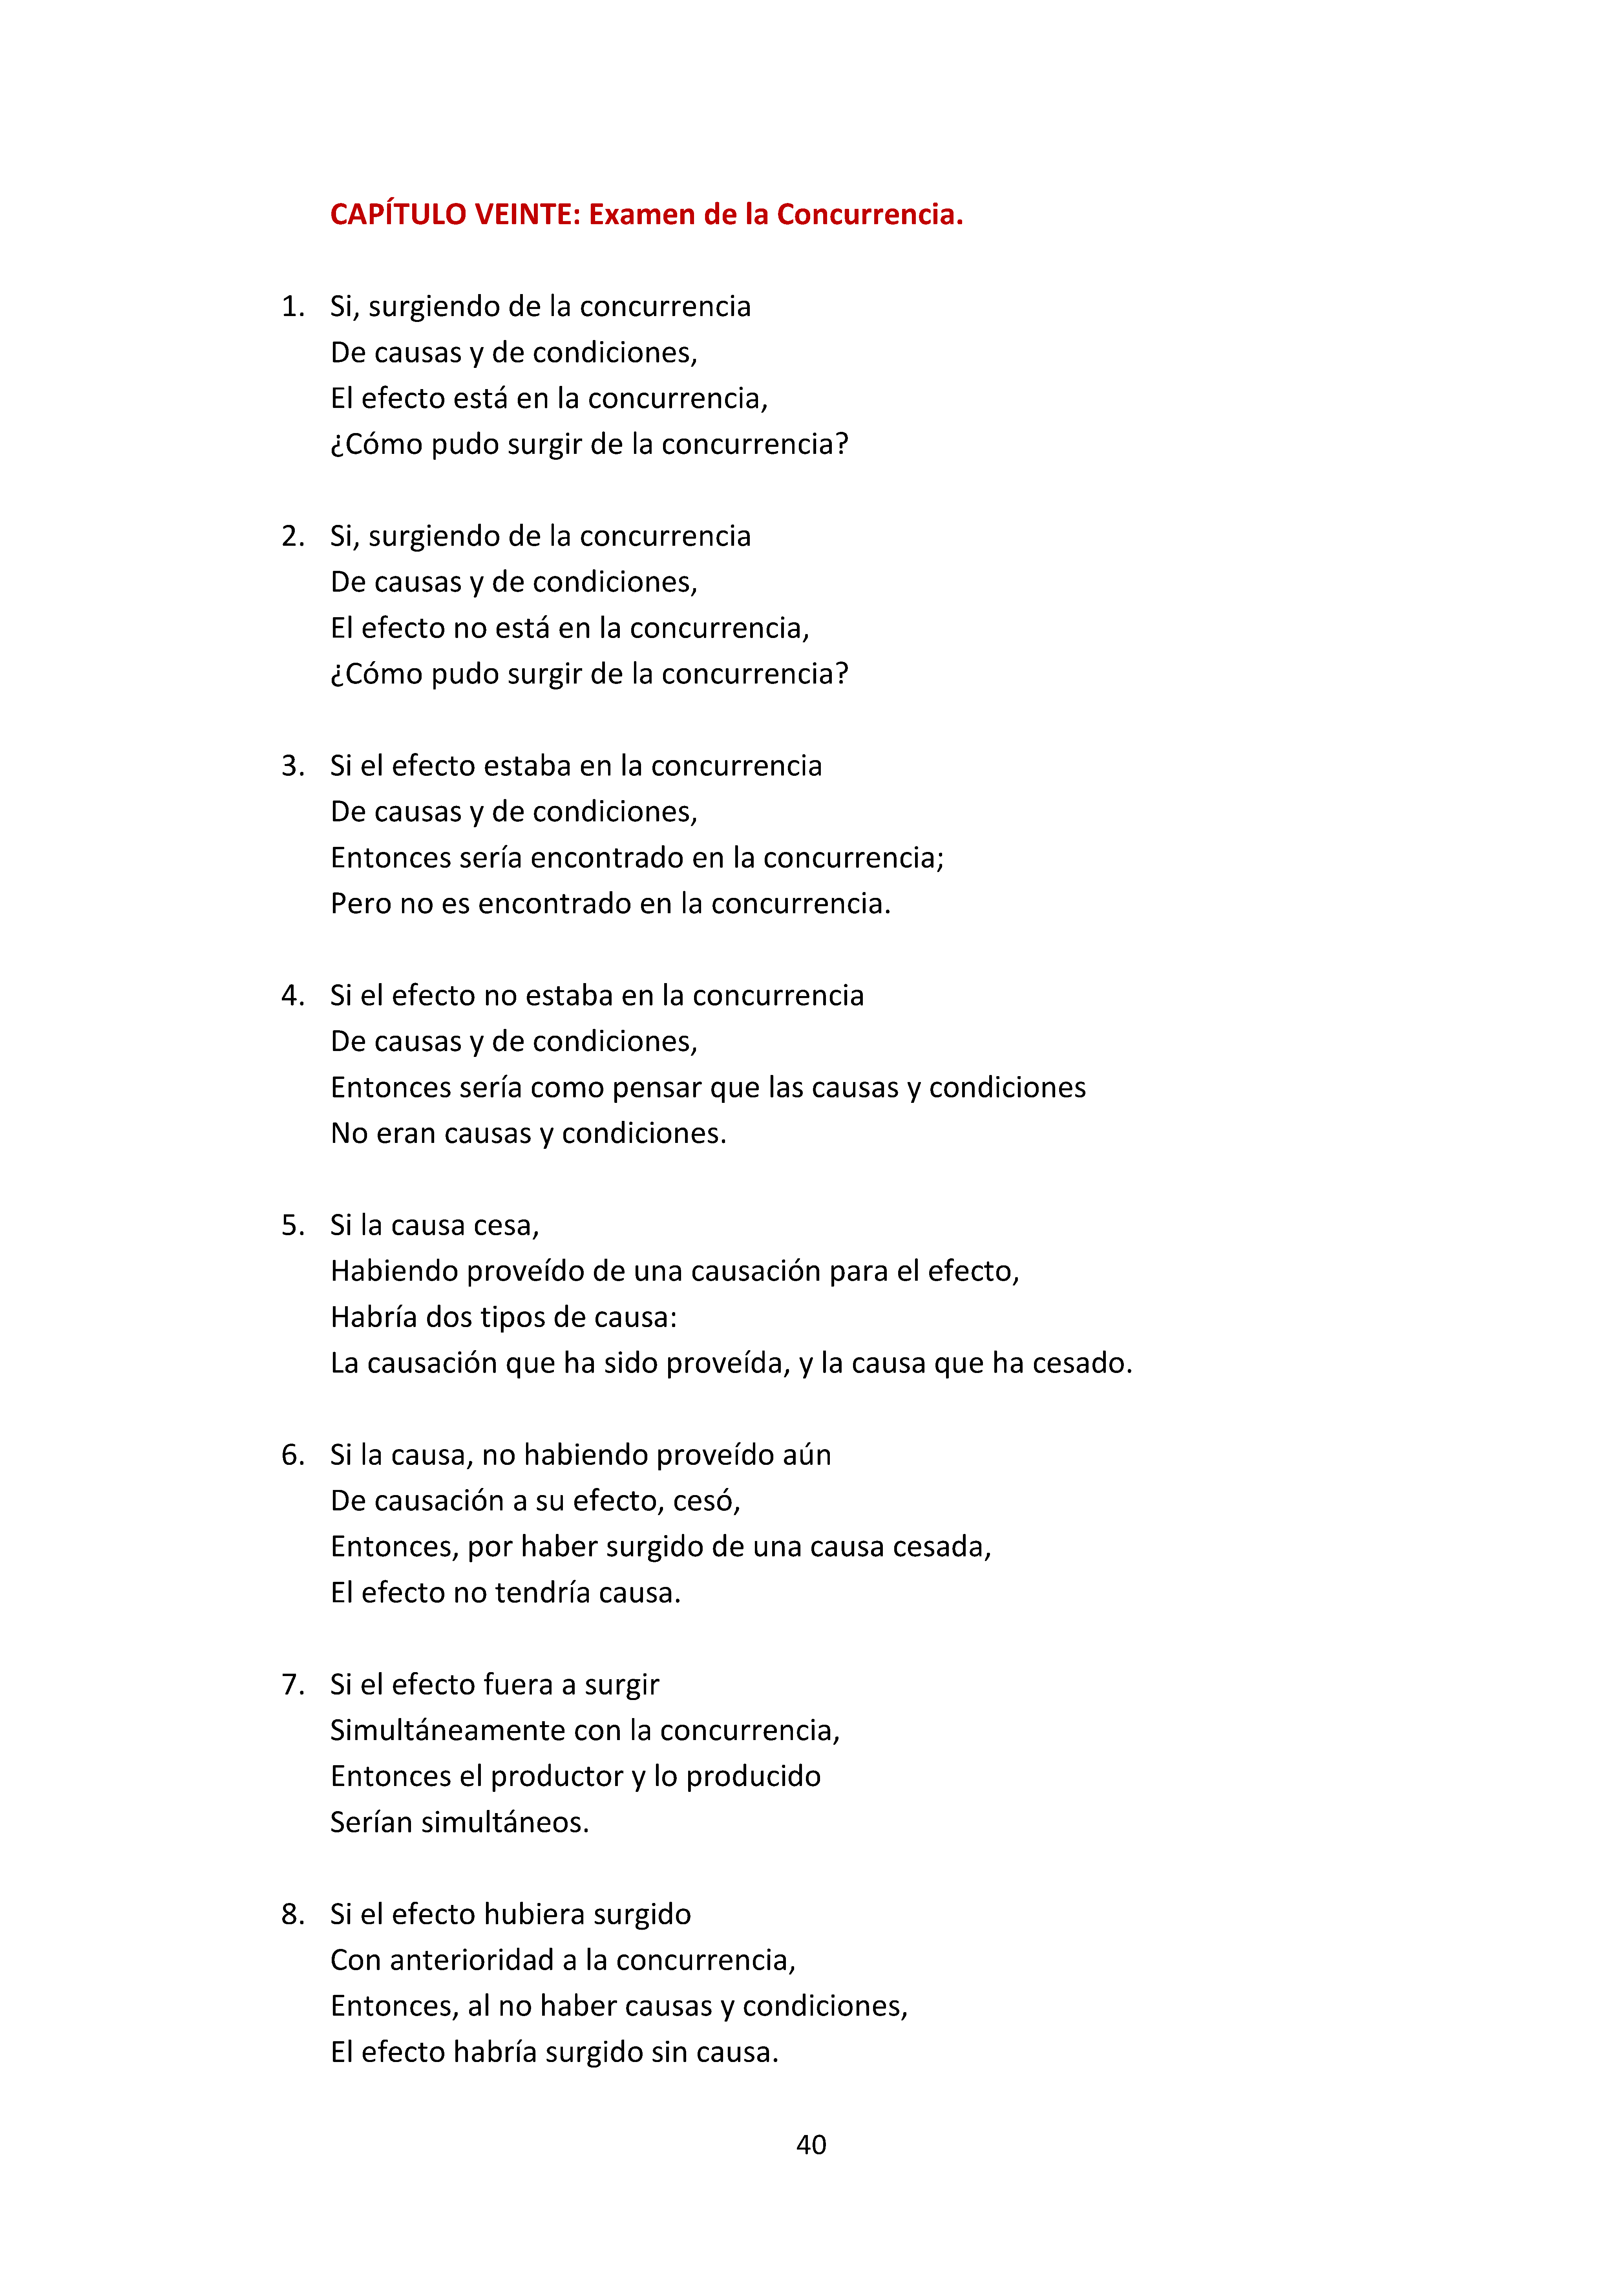 CAPÍTULO VEINTE: Examen de la Concurrencia.
1. Si, surgiendo de la concurrencia
De causas y de condiciones,
El efecto está en la concurrencia,
¿Cómo pudo surgir de la concurrencia?
2. Si, surgiendo de la concurrencia
De causas y de condiciones,
El efecto no está en la concurrencia,
¿Cómo pudo surgir de la concurrencia?
3. Si el efecto estaba en la concurrencia
De causas y de condiciones,
Entonces sería encontrado en la concurrencia;
Pero no es encontrado en la concurrencia.
4. Si el efecto no estaba en la concurrencia
De causas y de condiciones,
Entonces sería como pensar que las causas y condiciones
No eran causas y condiciones.
5. Si la causa cesa,
Habiendo proveído de una causación para el efecto,
Habría dos tipos de causa:
La causación que ha sido proveída, y la causa que ha cesado.
6. Si la causa, no habiendo proveído aún
De causación a su efecto, cesó,
Entonces, por haber surgido de una causa cesada,
El efecto no tendría causa.
7. Si el efecto fuera a surgir
Simultáneamente con la concurrencia,
Entonces el productor y lo producido
Serían simultáneos.
8. Si el efecto hubiera surgido
Con anterioridad a la concurrencia,
Entonces, al no haber causas y condiciones,
El efecto habría surgido sin causa.
40